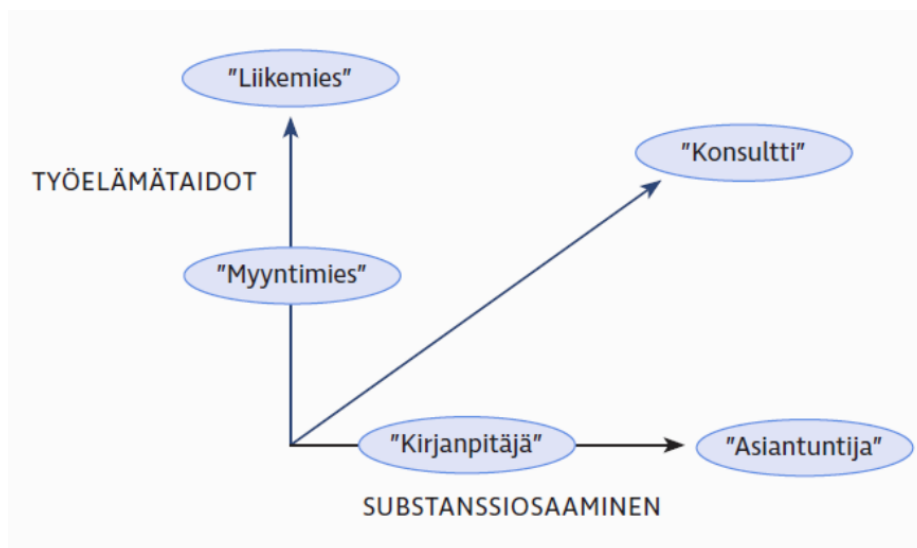 "Liikemies"
"Konsultti"
TYÖELÄMÄTAIDOT
"Myyntimies"
"Kirjanpitäjä"
"Asiantuntija"
SUBSTANSSIOSAAMINEN